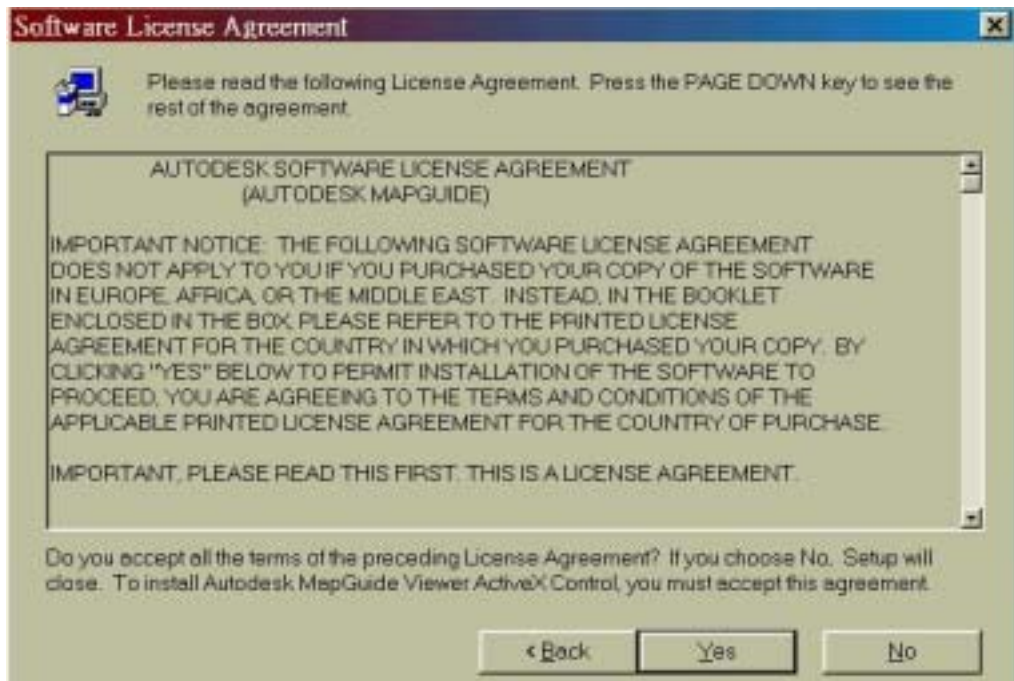 Software License Agreement
Please read the following License Agreement. Press the PAGE DOWN key to see the
rest of the agreement.
AUTODESK SOFTWARE LICENSE AGREEMENT
(AUTODESK MAPGUIDE)
IMPORTANT NOTICE: THE FOLLOWING SOFTWARE LICENSE AGREEMENT
DOES NOT APPLY TO YOU IF YOU PURCHASED YOUR COPY OF THE SOFTWARE
IN EUROPE, AFRICA, OR THE MIDDLE EAST. INSTEAD, IN THE BOOKLET
ENCLOSED IN THE BOX, PLEASE REFER TO THE PRINTED LICENSE
AGREEMENT FOR THE COUNTRY IN WHICH YOU PURCHASED YOUR COPY. BY
CLICKING "YES" BELOW TO PERMIT INSTALLATION OF THE SOFTWARE TO
PROCEED, YOU ARE AGREEING TO THE TERMS AND CONDITIONS OF THE
APPLICABLE PRINTED LICENSE AGREEMENT FOR THE COUNTRY OF PURCHASE.
IMPORTANT, PLEASE READ THIS FIRST. THIS IS A LICENSE AGREEMENT.
Do you accept all the terms of the preceding License Agreement? If you choose No, Setup will
close. To install Autodesk MapGuide Viewer ActiveX Control, you must accept this agreement.
< Back
Yes
No